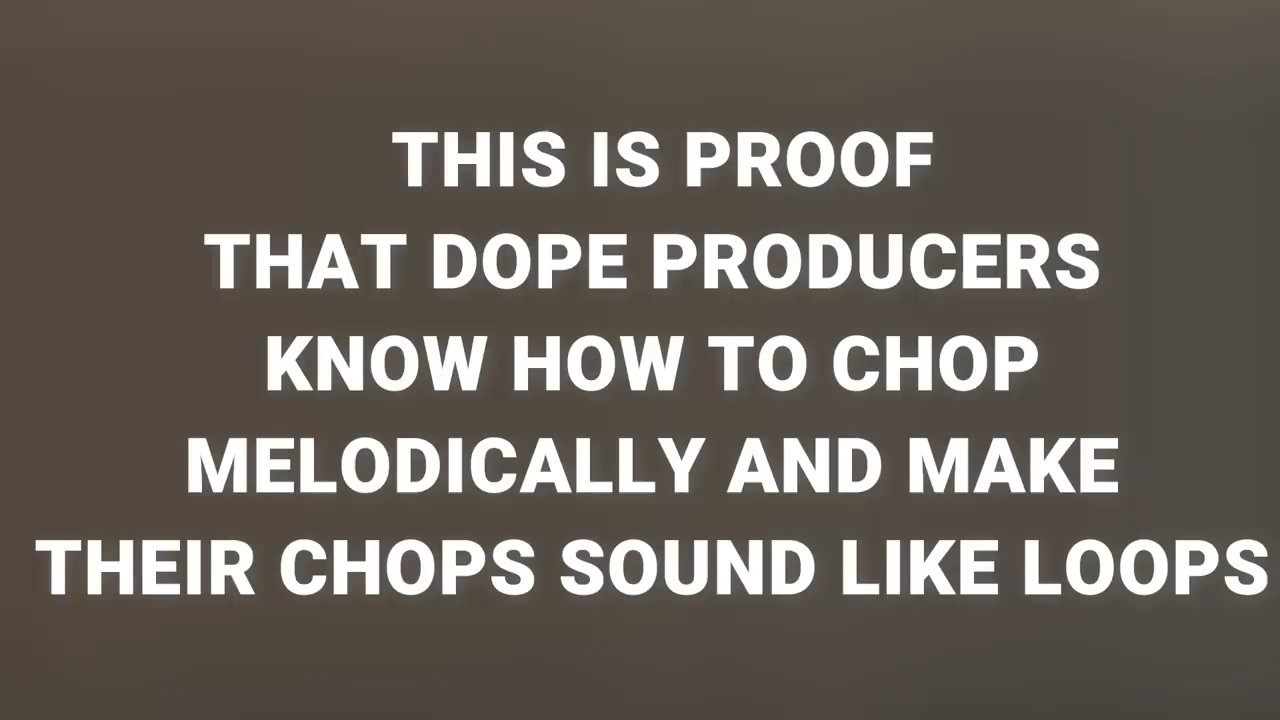 THIS IS PROOF
THAT DOPE PRODUCERS
KNOW HOW TO CHOP
MELODICALLY AND MAKE
THEIR CHOPS SOUND LIKE LOOPS